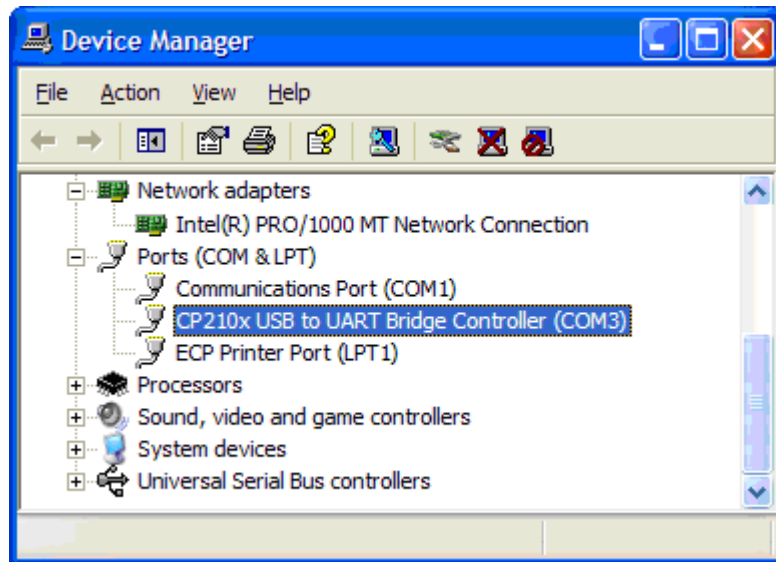 Device Manager
File Action View Help
Network adapters
Intel(R) PRO/1000 MT Network Connection
Ports (COM & LPT)
Communications Port (COM1)
CP210x USB to UART Bridge Controller (COM3)
ECP Printer Port (LPT1)
Processors
Sound, video and game controllers
System devices
Universal Serial Bus controllers